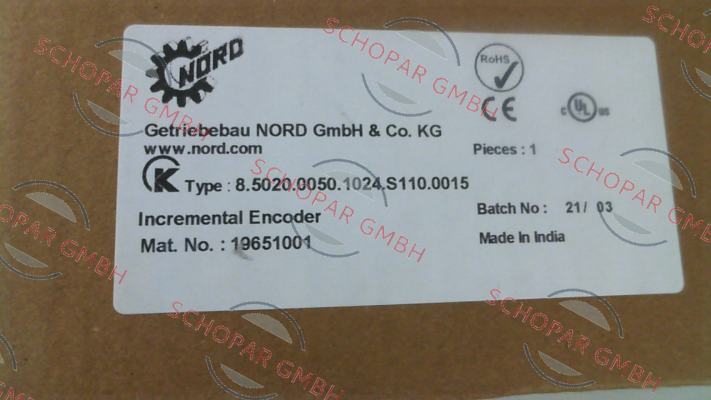 NORD
RoHS
CE
c UL us
Getriebebau NORD GmbH & Co. KG
www.nord.com
Pieces : 1
K Type : 8.5020.0050.1024.S110.0015
Incremental Encoder
Batch No : 21/ 03
Mat. No. : 19651001
Made In India
SCHOPAR GMBH
SCHOPAR GMBH
SCHOPAR GMBH
SCHOPAR GMBH
SCHOPAR GMBH
SCHOPAR GMBH
SCHOPAR GMBH
SCHOPAR GMBH